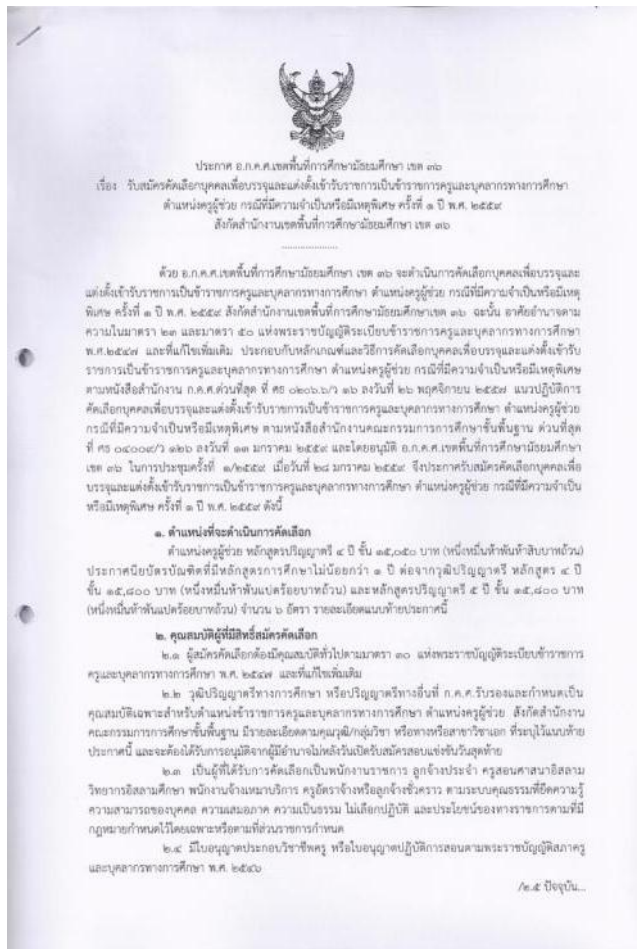 ประกาศ อ.ก.ค.ศ.เขตพื้นที่การศึกษามัธยมศึกษา เขต ๓๖
เรื่อง รับสมัครคัดเลือกบุคคลเพื่อบรรจุและแต่งตั้งเข้ารับราชการเป็นข้าราชการครูและบุคลากรทางการศึกษา
ตำแหน่งครูผู้ช่วย กรณีที่มีความจำเป็นหรือมีเหตุพิเศษ ครั้งที่ ๑ ปี พ.ศ. ๒๕๕๙
สังกัดสำนักงานเขตพื้นที่การศึกษามัธยมศึกษา เขต ๓๖
....................
ด้วย อ.ก.ค.ศ.เขตพื้นที่การศึกษามัธยมศึกษา เขต ๓๖ จะดำเนินการคัดเลือกบุคคลเพื่อบรรจุและ
แต่งตั้งเข้ารับราชการเป็นข้าราชการครูและบุคลากรทางการศึกษา ตำแหน่งครูผู้ช่วย กรณีที่มีความจำเป็นหรือมีเหตุ
พิเศษ ครั้งที่ ๑ ปี พ.ศ. ๒๕๕๙ สังกัดสำนักงานเขตพื้นที่การศึกษามัธยมศึกษาเขต ๓๖ ฉะนั้น อาศัยอำนาจตาม
ความในมาตรา ๒๓ และมาตรา ๕๐ แห่งพระราชบัญญัติระเบียบข้าราชการครูและบุคลากรทางการศึกษา
พ.ศ.๒๕๔๗ และที่แก้ไขเพิ่มเติม ประกอบกับหลักเกณฑ์และวิธีการคัดเลือกบุคคลเพื่อบรรจุและแต่งตั้งเข้ารับ
ราชการเป็นข้าราชการครูและบุคลากรทางการศึกษา ตำแหน่งครูผู้ช่วย กรณีที่มีความจำเป็นหรือมีเหตุพิเศษ
ตามหนังสือสำนักงาน ก.ค.ศ.ด่วนที่สุด ที่ ศธ ๐๒๐๖.๖/ว ๑๖ ลงวันที่ ๒๖ พฤศจิกายน ๒๕๕๗ แนวปฏิบัติการ
คัดเลือกบุคคลเพื่อบรรจุและแต่งตั้งเข้ารับราชการเป็นข้าราชการครูและบุคลากรทางการศึกษา ตำแหน่งครูผู้ช่วย
กรณีที่มีความจำเป็นหรือมีเหตุพิเศษ ตามหนังสือสำนักงานคณะกรรมการการศึกษาขั้นพื้นฐาน ด่วนที่สุด
ที่ ศธ ๐๔๐๐๙/ว ๑๒๖ ลงวันที่ ๑๓ มกราคม ๒๕๕๙ และโดยอนุมัติ อ.ก.ค.ศ.เขตพื้นที่การศึกษามัธยมศึกษา
เขต ๓๖ ในการประชุมครั้งที่ ๑/๒๕๕๙ เมื่อวันที่ ๒๘ มกราคม ๒๕๕๙ จึงประกาศรับสมัครคัดเลือกบุคคลเพื่อ
บรรจุและแต่งตั้งเข้ารับราชการเป็นข้าราชการครูและบุคลากรทางการศึกษา ตำแหน่งครูผู้ช่วย กรณีที่มีความจำเป็น
หรือมีเหตุพิเศษ ครั้งที่ ๑ ปี พ.ศ. ๒๕๕๙ ดังนี้
๑. ตำแหน่งที่จะดำเนินการคัดเลือก
ตำแหน่งครูผู้ช่วย หลักสูตรปริญญาตรี ๔ ปี ขั้น ๑๕,๐๕๐ บาท (หนึ่งหมื่นห้าพันห้าสิบบาทถ้วน)
ประกาศนียบัตรบัณฑิตที่มีหลักสูตรการศึกษาไม่น้อยกว่า ๑ ปี ต่อจากวุฒิปริญญาตรี หลักสูตร ๔ ปี
ขั้น ๑๕,๘๐๐ บาท (หนึ่งหมื่นห้าพันแปดร้อยบาทถ้วน) และหลักสูตรปริญญาตรี ๕ ปี ขั้น ๑๕,๘๐๐ บาท
(หนึ่งหมื่นห้าพันแปดร้อยบาทถ้วน) จำนวน ๖ อัตรา รายละเอียดแนบท้ายประกาศนี้
๒. คุณสมบัติผู้ที่มีสิทธิ์สมัครคัดเลือก
๒.๑ ผู้สมัครคัดเลือกต้องมีคุณสมบัติทั่วไปตามมาตรา ๓๐ แห่งพระราชบัญญัติระเบียบข้าราชการ
ครูและบุคลากรทางการศึกษา พ.ศ. ๒๕๔๗ และที่แก้ไขเพิ่มเติม
๒.๒ วุฒิปริญญาตรีทางการศึกษา หรือปริญญาตรีทางอื่นที่ ก.ค.ศ.รับรองและกำหนดเป็น
คุณสมบัติเฉพาะสำหรับตำแหน่งข้าราชการครูและบุคลากรทางการศึกษา ตำแหน่งครูผู้ช่วย สังกัดสำนักงาน
คณะกรรมการการศึกษาขั้นพื้นฐาน มีรายละเอียดตามคุณวุฒิ/กลุ่มวิชา หรือทางหรือสาขาวิชาเอก ที่ระบุไว้แนบท้าย
ประกาศนี้ และจะต้องได้รับการอนุมัติจากผู้มีอำนาจไม่หลังวันเปิดรับสมัครสอบแข่งขันวันสุดท้าย
๒.๓ เป็นผู้ที่ได้รับการคัดเลือกเป็นพนักงานราชการ ลูกจ้างประจำ ครูสอนศาสนาอิสลาม
วิทยากรอิสลามศึกษา พนักงานจ้างเหมาบริการ ครูอัตราจ้างหรือลูกจ้างชั่วคราว ตามระบบคุณธรรมที่ยึดความรู้
ความสามารถของบุคคล ความเสมอภาค ความเป็นธรรม ไม่เลือกปฏิบัติ และประโยชน์ของทางราชการตามที่มี
กฎหมายกำหนดไว้โดยเฉพาะหรือตามที่ส่วนราชการกำหนด
๒.๔ มีใบอนุญาตประกอบวิชาชีพครู หรือใบอนุญาตปฏิบัติการสอนตามพระราชบัญญัติสภาครู
และบุคลากรทางการศึกษา พ.ศ. ๒๕๔๖
/๒.๕ ปัจจุบัน...